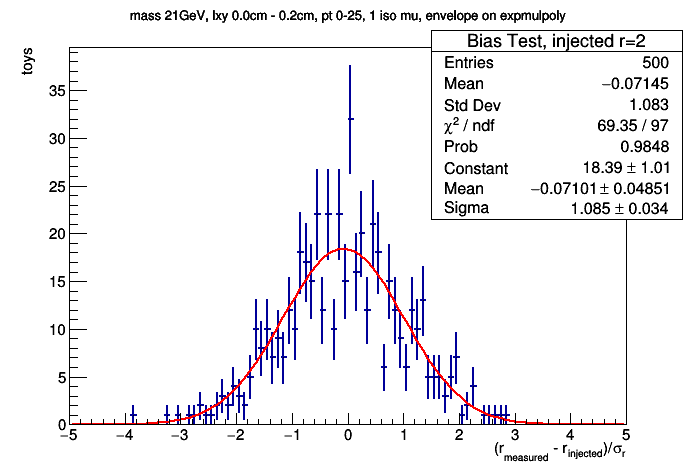 mass 21GeV, lxy 0.0cm - 0.2cm, pt 0-25, 1 iso mu, envelope on expmulpoly
toys
Bias Test, injected r=2
Entries 500
Mean −0.07145
Std Dev 1.083
χ² / ndf 69.35 / 97
Prob 0.9848
Constant 18.39 ± 1.01
Mean −0.07101 ± 0.04851
Sigma 1.085 ± 0.034
35
30
25
20
15
10
5
0
−5 −4 −3 −2 −1 0 1 2 3 4 5
(r_measured - r_injected)/σ_r